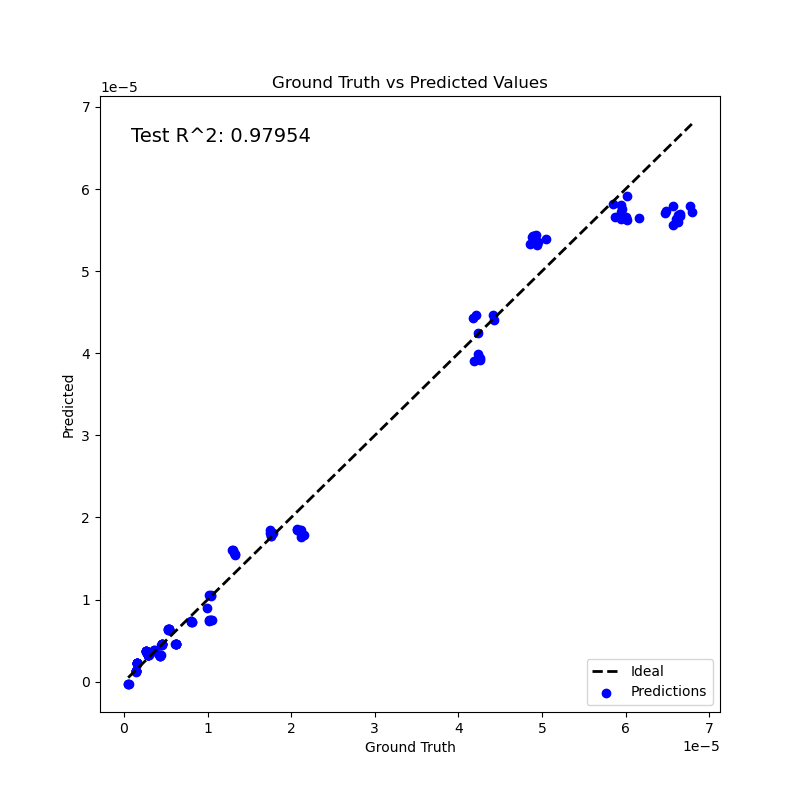 Ground Truth vs Predicted Values
1e−5
Test R^2: 0.97954
7
6
5
4
3
2
1
0
Predicted
Ideal
Predictions
0 1 2 3 4 5 6 7
Ground Truth
1e−5